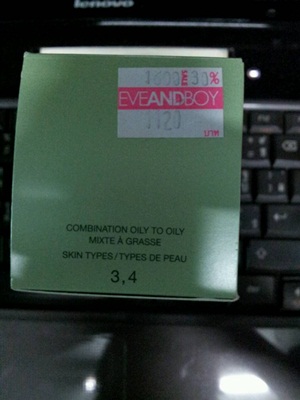 lenovo
1600 30%
EVEANDBOY
1120
COMBINATION OILY TO OILY
MIXTE À GRASSE
SKIN TYPES/TYPES DE PEAU
3,4